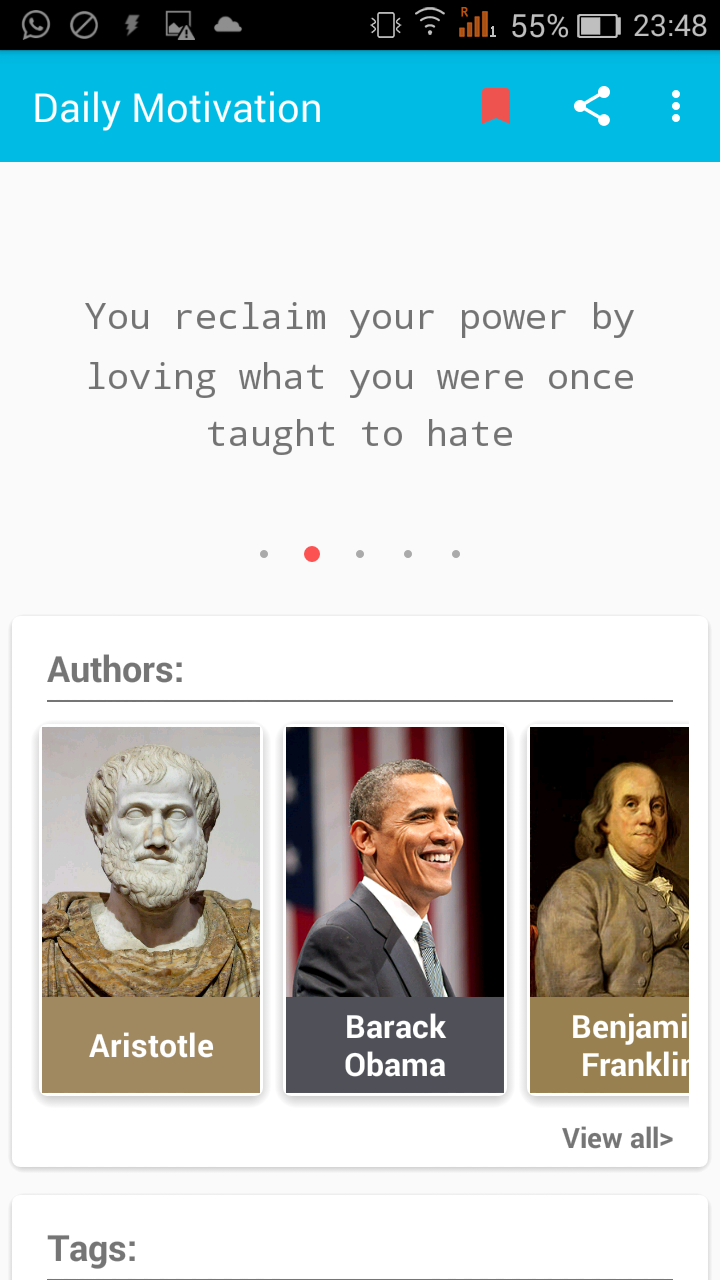 R
1
55%
23:48
Daily Motivation
You reclaim your power by
loving what you were once
taught to hate
Authors:
Aristotle
Barack
Obama
Benjami
Franklin
View all>
Tags: